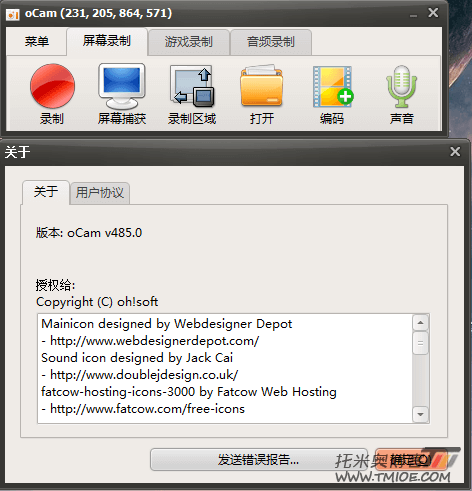 oCam (231, 205, 864, 571)
菜单 屏幕录制 游戏录制 音频录制
录制 屏幕捕获 录制区域 打开 编码 声音
关于
关于 用户协议
版本: oCam v485.0
授权给:
Copyright (C) oh!soft
Mainicon designed by Webdesigner Depot
- http://www.webdesignerdepot.com/
Sound icon designed by Jack Cai
- http://www.doublejdesign.co.uk/
fatcow-hosting-icons-3000 by Fatcow Web Hosting
- http://www.fatcow.com/free-icons
发送错误报告...
托米奥博客
WWW.TMIOE.COM